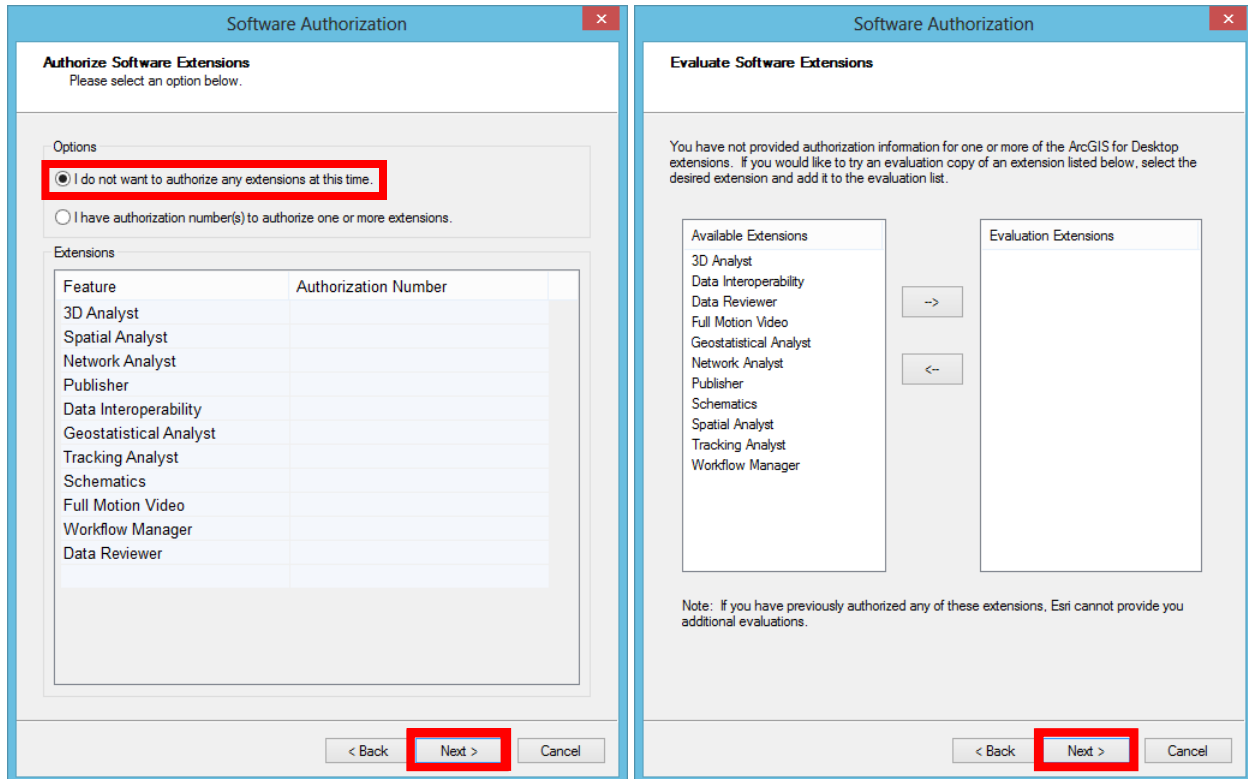 Software Authorization
×
Authorize Software Extensions
Please select an option below.
Options
I do not want to authorize any extensions at this time.
I have authorization number(s) to authorize one or more extensions.
Extensions
Feature Authorization Number
3D Analyst
Spatial Analyst
Network Analyst
Publisher
Data Interoperability
Geostatistical Analyst
Tracking Analyst
Schematics
Full Motion Video
Workflow Manager
Data Reviewer
< Back Next > Cancel
Software Authorization
×
Evaluate Software Extensions
You have not provided authorization information for one or more of the ArcGIS for Desktop
extensions. If you would like to try an evaluation copy of an extension listed below, select the
desired extension and add it to the evaluation list.
Available Extensions
3D Analyst
Data Interoperability
Data Reviewer
Full Motion Video
Geostatistical Analyst
Network Analyst
Publisher
Schematics
Spatial Analyst
Tracking Analyst
Workflow Manager
-->
<--
Evaluation Extensions
Note: If you have previously authorized any of these extensions, Esri cannot provide you
additional evaluations.
< Back Next > Cancel